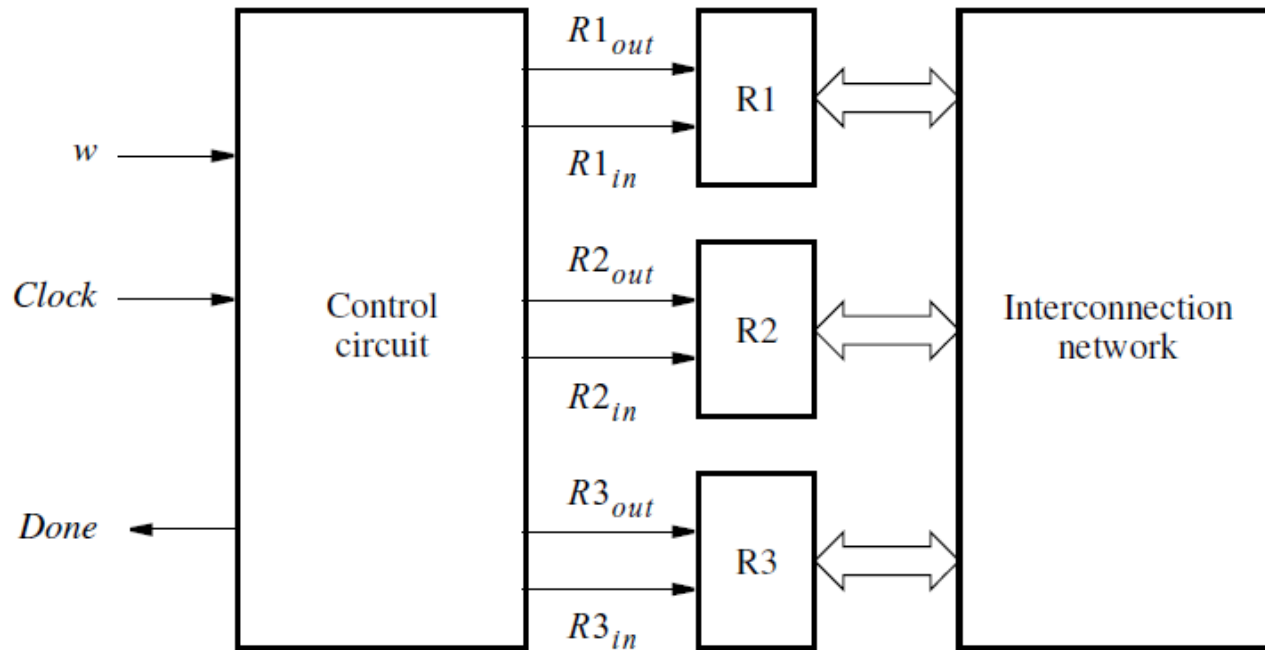 w
Clock
Done
Control
circuit
R1out
R1in
R2out
R2in
R3out
R3in
R1
R2
R3
Interconnection
network